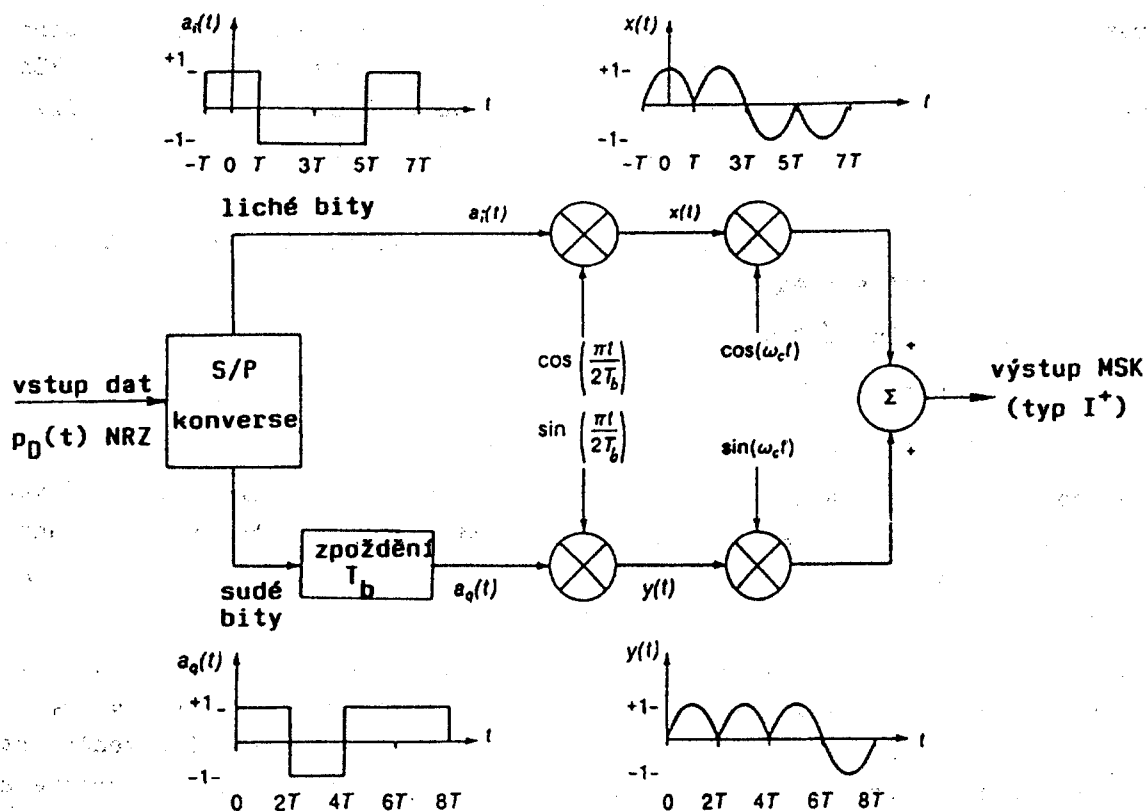 a_i(t)
+1
-1
t
-T 0 T 3T 5T 7T
x(t)
+1
-1
t
-T 0 T 3T 5T 7T
liché bity
a_i(t)
x(t)
S/P
konverse
vstup dat
p_D(t) NRZ
cos (πt/2T_b)
cos(ω_c t)
sin (πt/2T_b)
sin(ω_c t)
+
Σ
+
výstup MSK
(typ I⁺)
zpoždění
T_b
sudé
bity
a_q(t)
y(t)
a_q(t)
+1
-1
t
0 2T 4T 6T 8T
y(t)
+1
-1
t
0 2T 4T 6T 8T